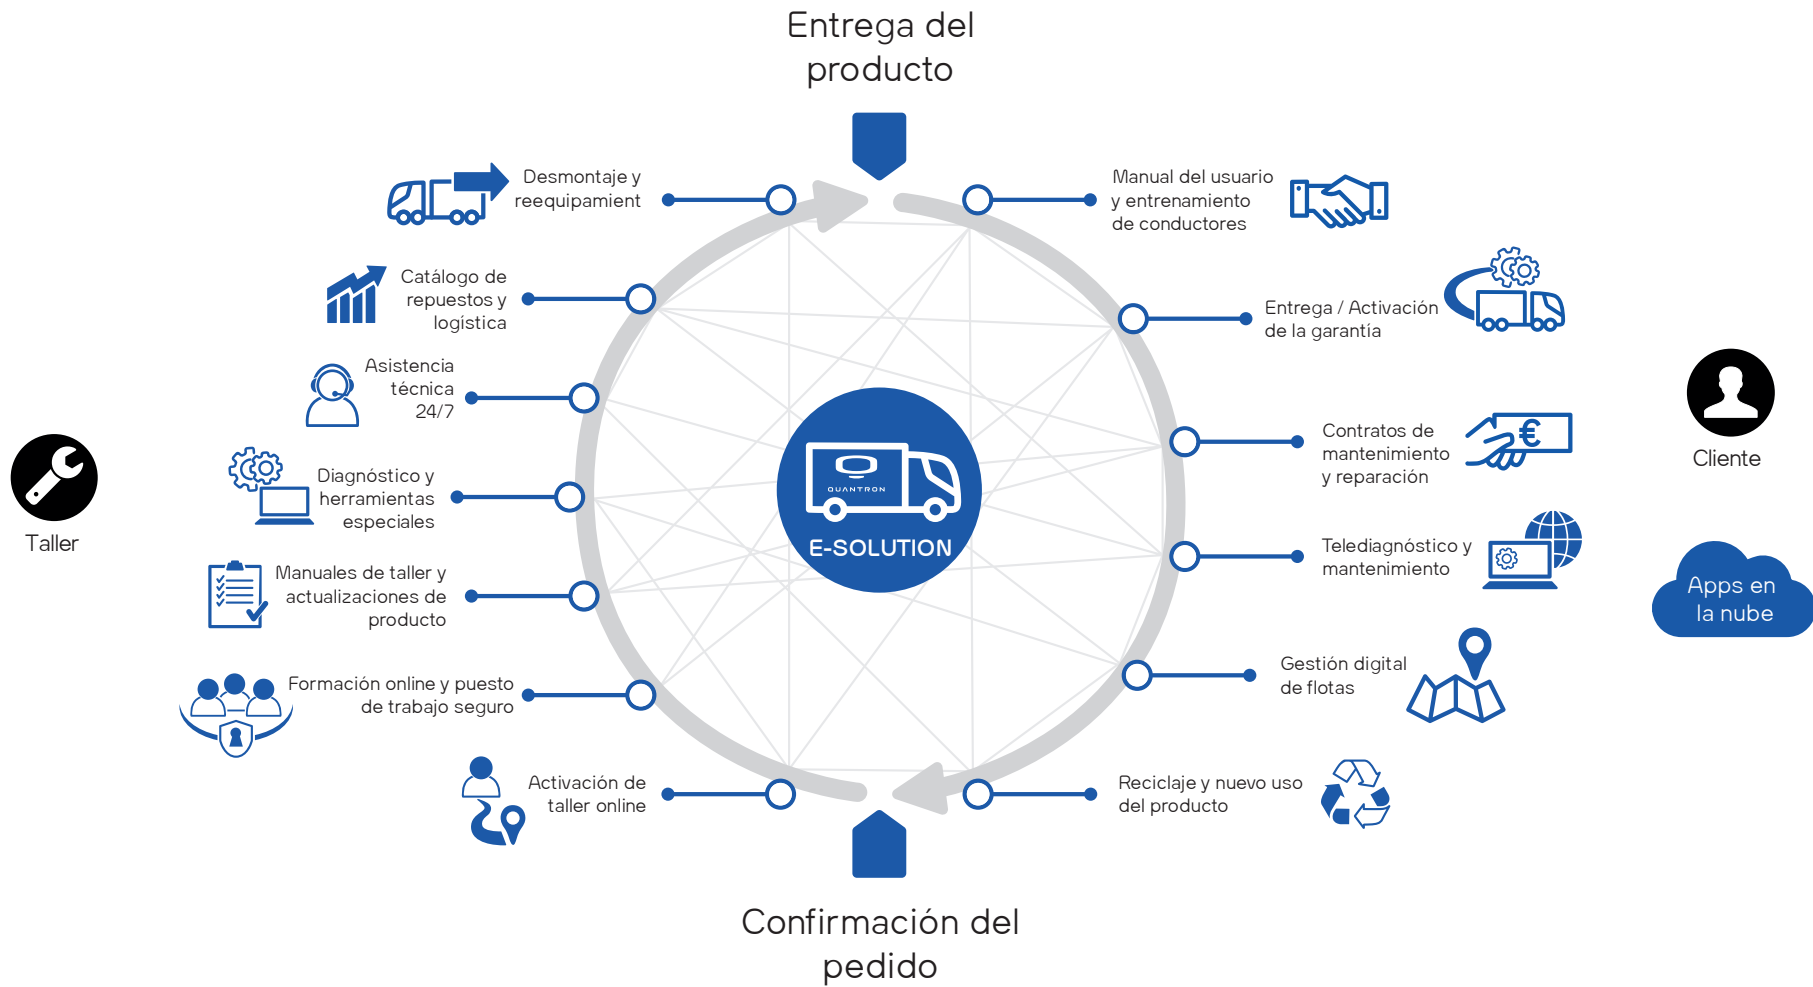 Entrega del
producto
Desmontaje y
reequipamient
Catálogo de
repuestos y
logística
Asistencia
técnica
24/7
Diagnóstico y
herramientas
especiales
Manuales de taller y
actualizaciones de
producto
Formación online y puesto
de trabajo seguro
Activación de
taller online
Taller
QUANTRON
E-SOLUTION
Manual del usuario
y entrenamiento
de conductores
Entrega / Activación
de la garantía
Contratos de
mantenimiento
y reparación
€
Telediagnóstico y
mantenimiento
Gestión digital
de flotas
Reciclaje y nuevo uso
del producto
Cliente
Apps en
la nube
Confirmación del
pedido